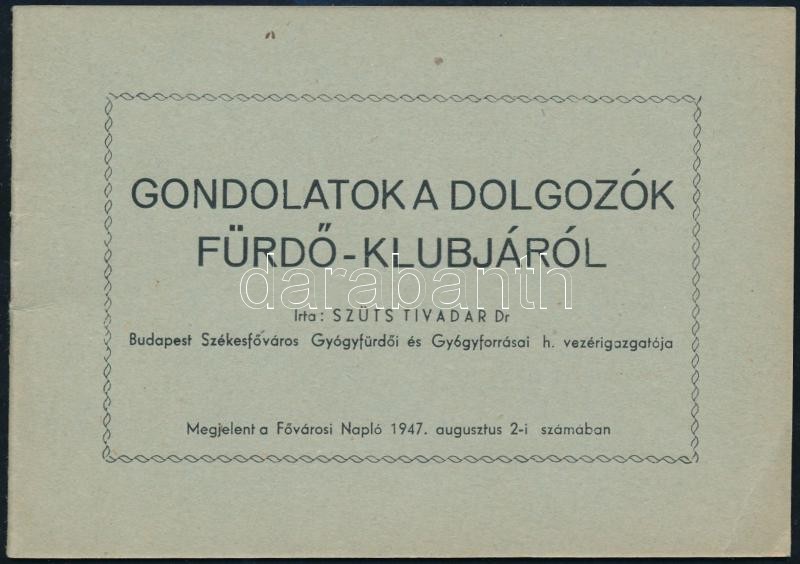 GONDOLATOK A DOLGOZÓK
FÜRDŐ-KLUBJÁRÓL
darabanth
Irta: SZÜTS TIVADAR Dr
Budapest Székesfőváros Gyógyfürdői és Gyógyforrásai h. vezérigazgatója
Megjelent a Fővárosi Napló 1947. augusztus 2-i számában